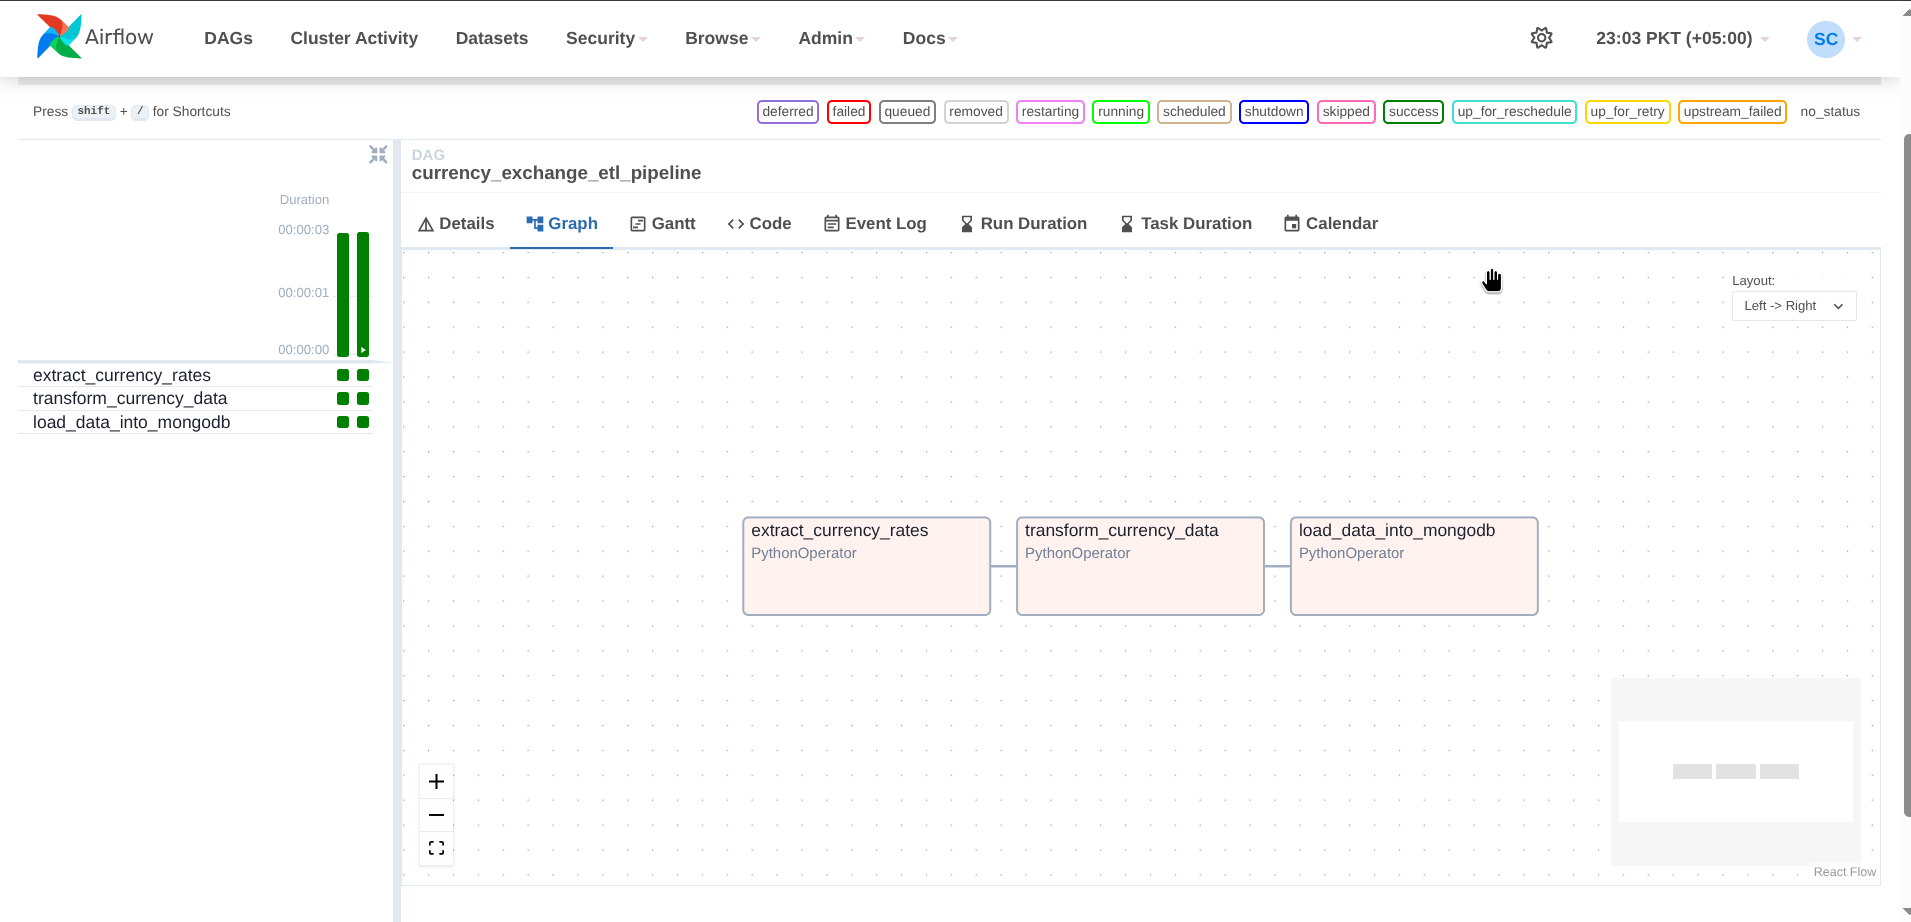 Airflow DAGs Cluster Activity Datasets Security Browse Admin Docs 23:03 PKT (+05:00) SC
Press shift + / for Shortcuts deferred failed queued removed restarting running scheduled shutdown skipped success up_for_reschedule up_for_retry upstream_failed no_status
DAG
currency_exchange_etl_pipeline
Duration
00:00:03
00:00:01
00:00:00
extract_currency_rates
transform_currency_data
load_data_into_mongodb
Details Graph Gantt Code Event Log Run Duration Task Duration Calendar
Layout:
Left -> Right
extract_currency_rates
PythonOperator
transform_currency_data
PythonOperator
load_data_into_mongodb
PythonOperator
React Flow